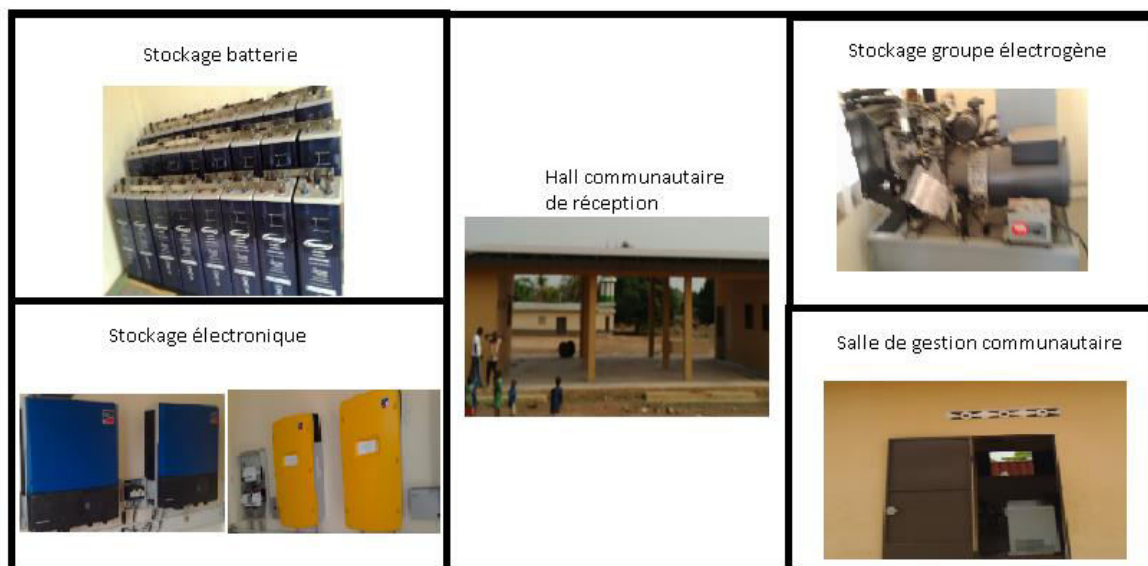 Stockage batterie
Hall communautaire
de réception
Stockage groupe électrogène
Stockage électronique
Salle de gestion communautaire